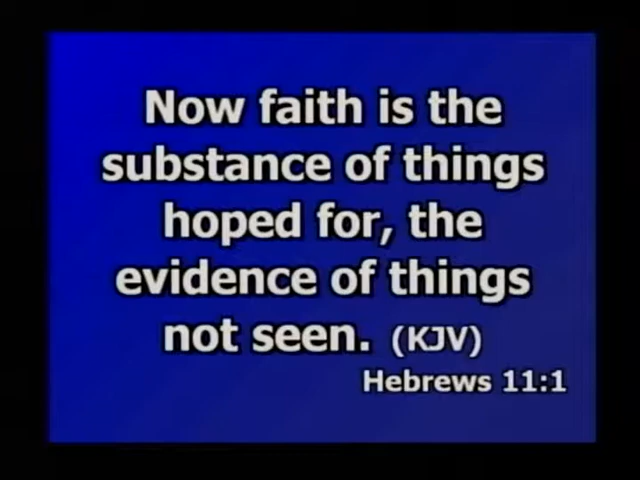 Now faith is the
substance of things
hoped for, the
evidence of things
not seen. (KJV)
Hebrews 11:1